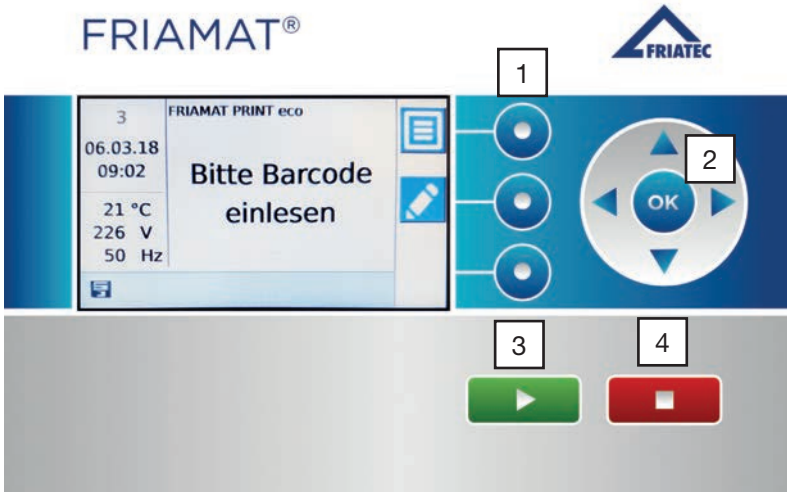 FRIAMAT®
FRIATEC
1
3
FRIAMAT PRINT eco
06.03.18
09:02
Bitte Barcode
einlesen
21 °C
226 V
50 Hz
2
OK
3
4